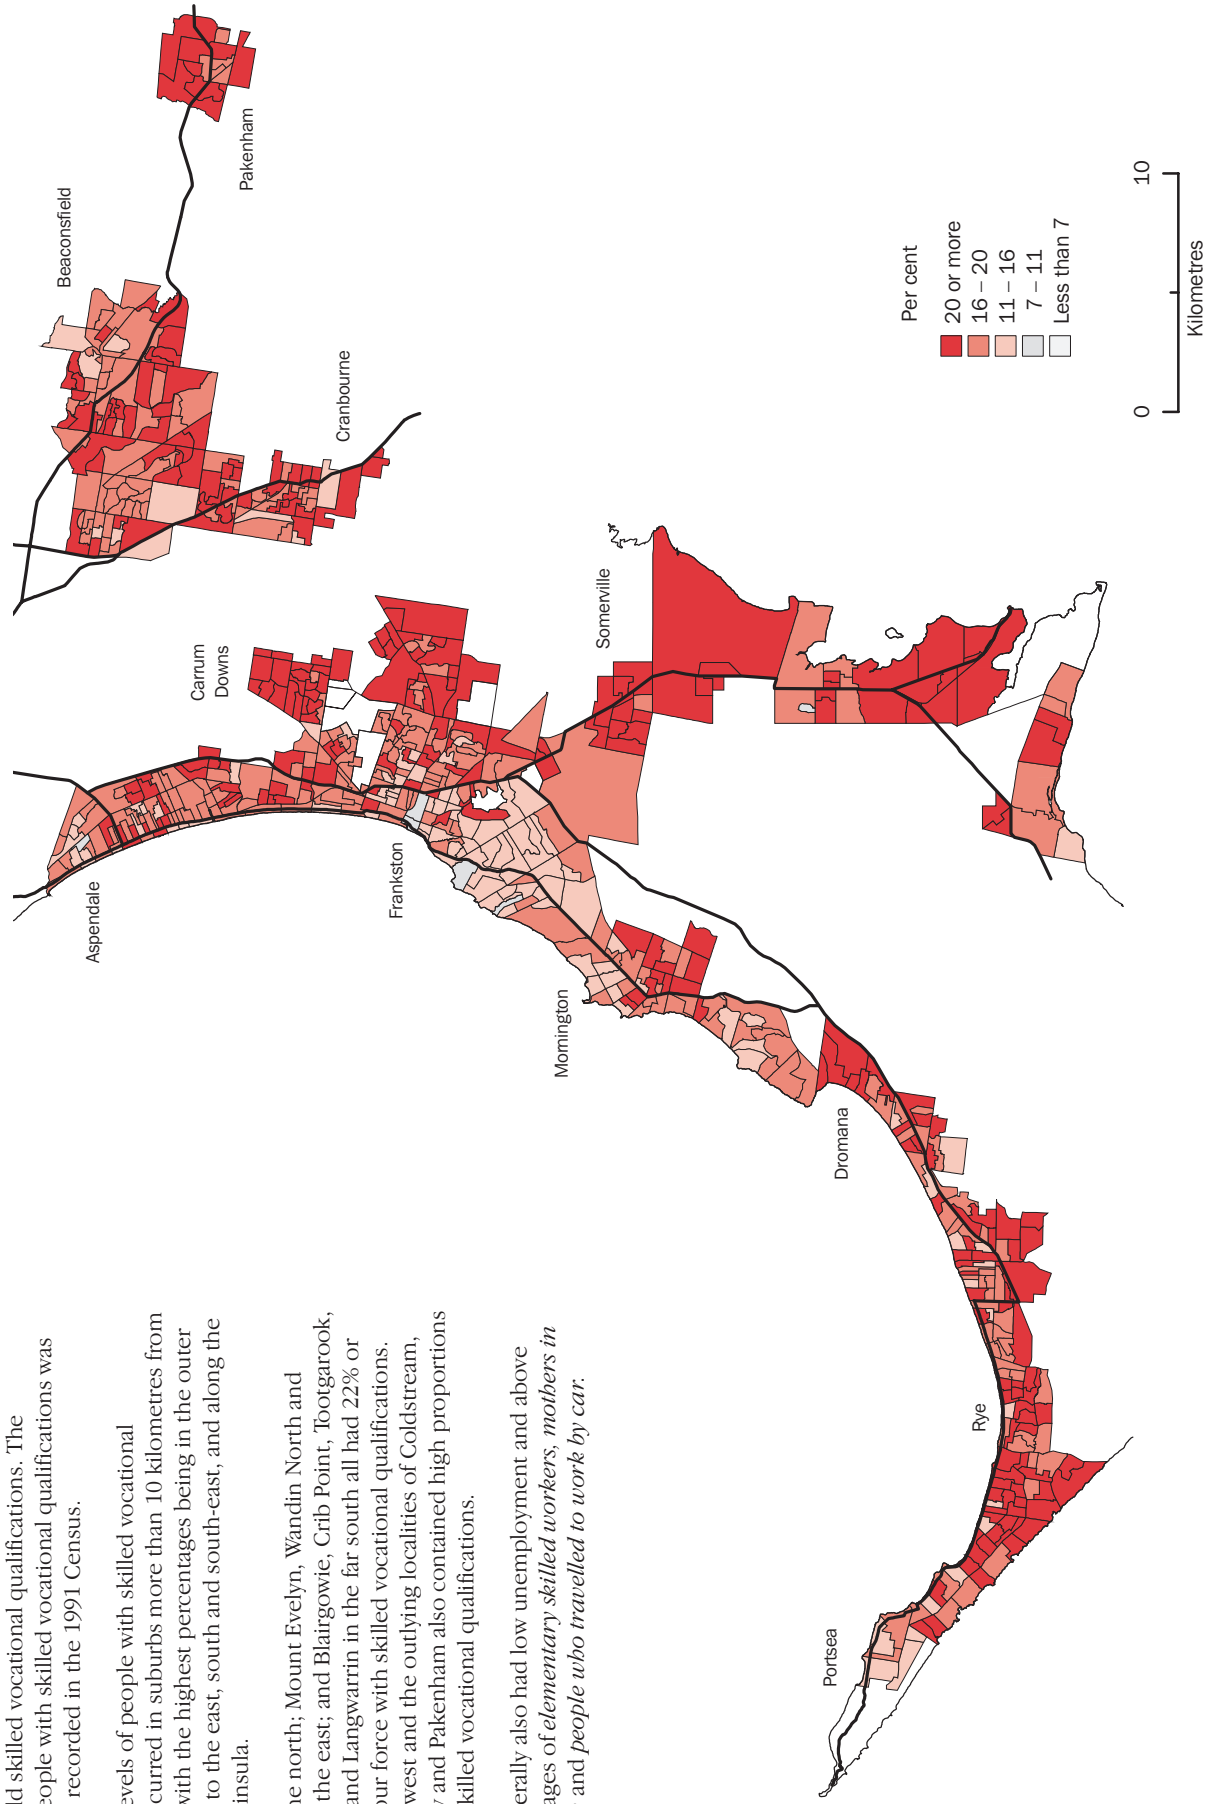 ld skilled vocational qualifications. The
eople with skilled vocational qualifications was
recorded in the 1991 Census.
evels of people with skilled vocational
curred in suburbs more than 10 kilometres from
with the highest percentages being in the outer
to the east, south and south-east, and along the
insula.
he north; Mount Evelyn, Wandin North and
the east; and Blairgowie, Crib Point, Tootgarook,
and Langwarrin in the far south all had 22% or
our force with skilled vocational qualifications.
west and the outlying localities of Coldstream,
y and Pakenham also contained high proportions
killed vocational qualifications.
erally also had low unemployment and above
ages of elementary skilled workers, mothers in
and people who travelled to work by car.
Portsea
Rye
Dromana
Mornington
Frankston
Aspendale
Carrum
Downs
Somerville
Cranbourne
Beaconsfield
Pakenham
Per cent
20 or more
16 – 20
11 – 16
7 – 11
Less than 7
0
10
Kilometres